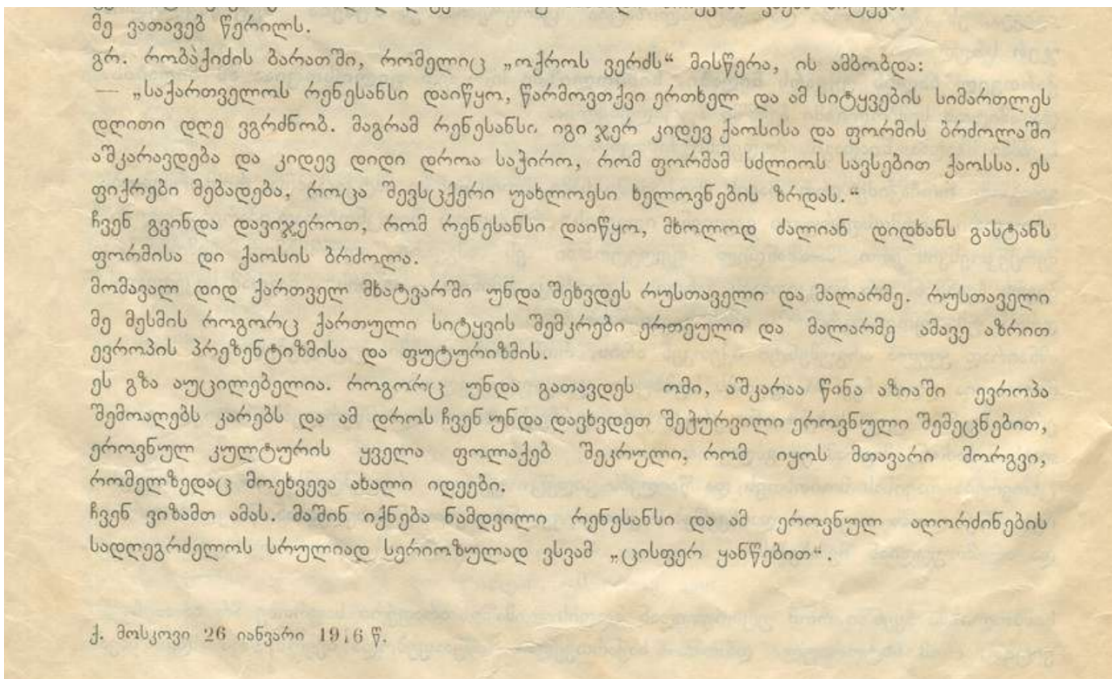 მე ვათავებ წერილს.
გრ. რობაქიძის ბარათში, რომელიც „ოქროს ვერძს“ მისწერა, ის ამბობდა:
— „საქართველოს რენესანსი დაიწყო, წარმოვთქვი ერთხელ და ამ სიტყვების სიმართლეს
დღითი დღე ვგრძნობ. მაგრამ რენესანსი იგი ჯერ კიდევ ქაოსისა და ფორმის ბრძოლაში
აშკარავდება და კიდევ დიდი დროა საჭირო, რომ ფორმამ სძლიოს სავსებით ქაოსსა. ეს
ფიქრები მებადება, როცა შევსცქერი უახლოესი ხელოვნების ზრდას.“
ჩვენ გვინდა დავიჯეროთ, რომ რენესანსი დაიწყო, მხოლოდ ძალიან დიდხანს გასტანს
ფორმისა დი ქაოსის ბრძოლა.
მომავალ დიდ ქართველ მხატვარში უნდა შეხვდეს რუსთაველი და მალარმე. რუსთაველი
მე მესმის როგორც ქართული სიტყვის შემკრები ერთეული და მალარმე ამავე აზრით
ევროპის პრეზენტიზმისა და ფუტურიზმის.
ეს გზა აუცილებელია. როგორც უნდა გათავდეს ომი, აშკარაა წინა აზიაში ევროპა
შემოაღებს კარებს და ამ დროს ჩვენ უნდა დავხვდეთ შეჭურვილი ეროვნული შემეცნებით,
ეროვნულ კულტურის ყველა ფოლაქებ შეკრული, რომ იყოს მთავარი მორგვი,
რომელზედაც მოეხვევა ახალი იდეები.
ჩვენ ვიზამთ ამას. მაშინ იქნება ნამდვილი რენესანსი და ამ ეროვნულ აღორძინების
სადღეგრძელოს სრულიად სერიოზულად ვსვამ „ცისფერ ყანწებით“.
ქ. მოსკოვი 26 იანვარი 1916 წ.